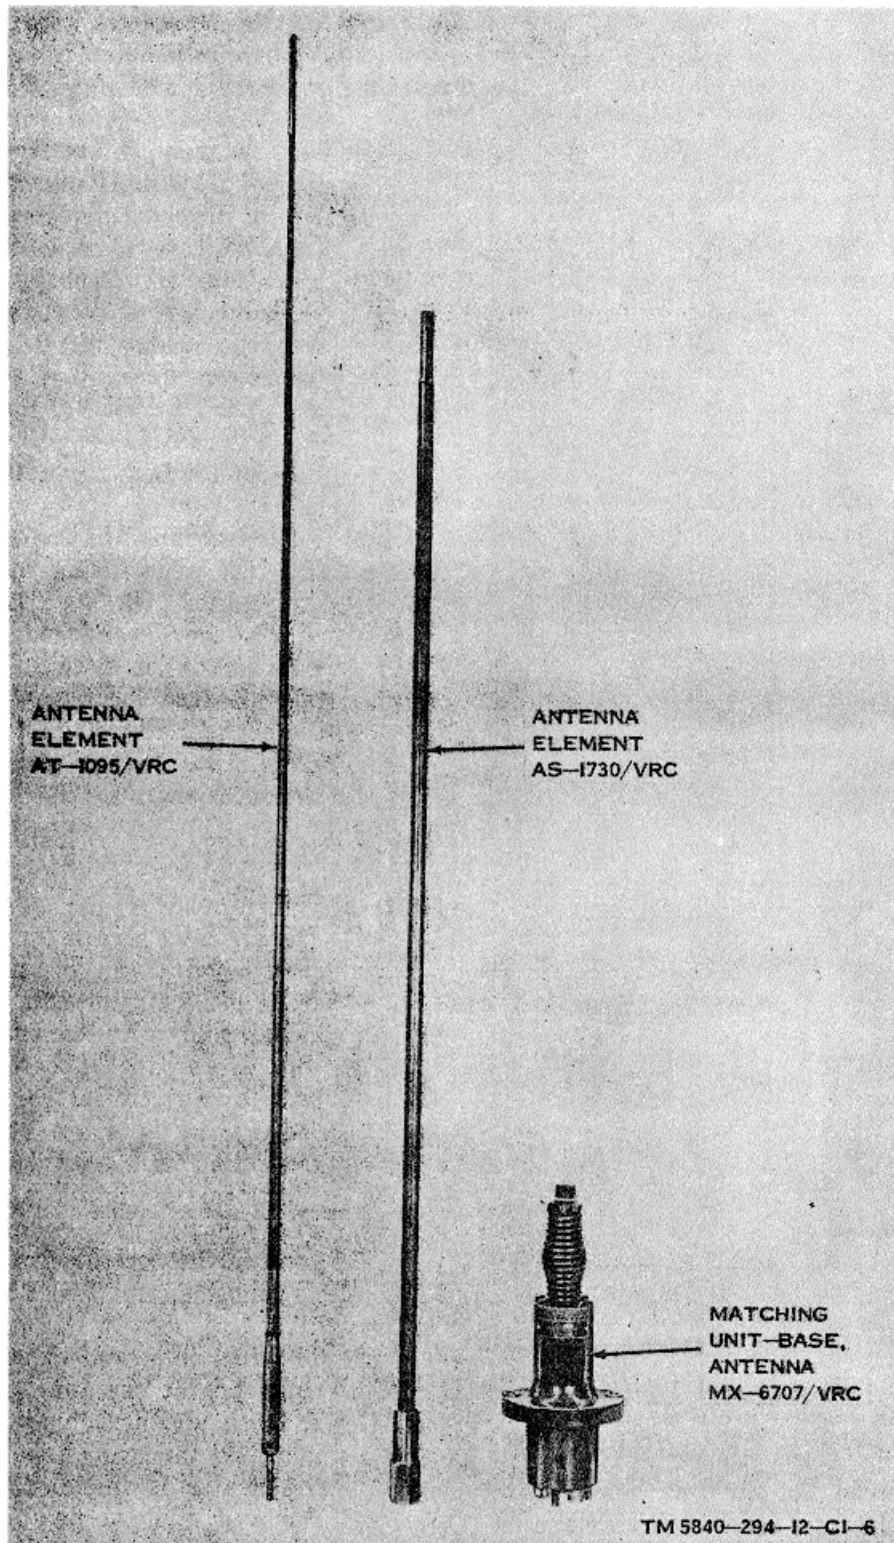 ANTENNA
ELEMENT
AT—1095/VRC
ANTENNA
ELEMENT
AS—1730/VRC
MATCHING
UNIT—BASE,
ANTENNA
MX—6707/VRC
TM 5840—294—12—C1—6